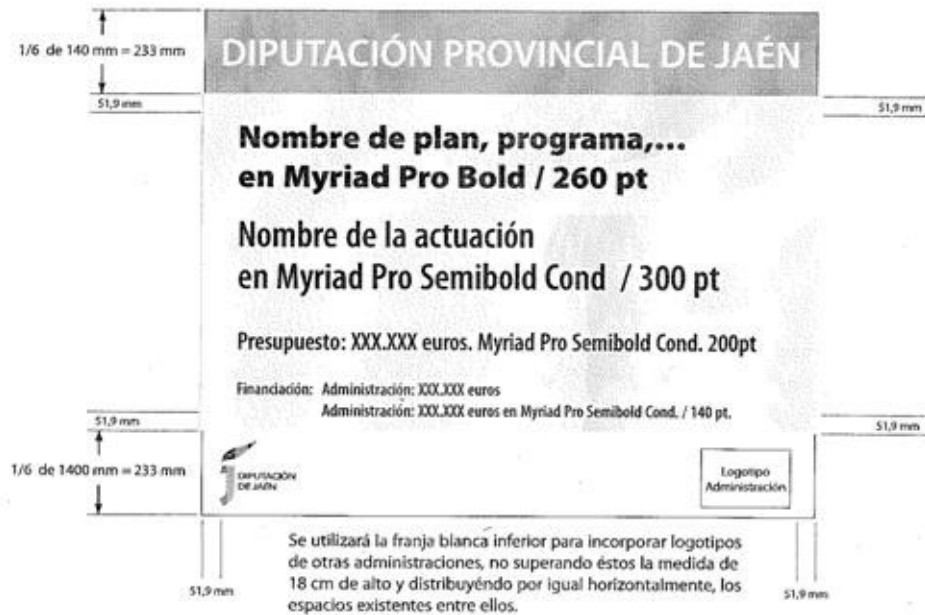 1/6 de 140 mm = 233 mm
DIPUTACIÓN PROVINCIAL DE JAÉN
51,9 mm
51,9 mm
Nombre de plan, programa,...
en Myriad Pro Bold / 260 pt
Nombre de la actuación
en Myriad Pro Semibold Cond / 300 pt
Presupuesto: XXX.XXX euros. Myriad Pro Semibold Cond. 200pt
Financiación: Administración: XXX.XXX euros
Administración: XXX.XXX euros en Myriad Pro Semibold Cond. / 140 pt.
51,9 mm
51,9 mm
1/6 de 1400 mm = 233 mm
DIPUTACIÓN
DE JAÉN
Logotipo
Administración
Se utilizará la franja blanca inferior para incorporar logotipos
de otras administraciones, no superando éstos la medida de
18 cm de alto y distribuyéndo por igual horizontalmente, los
espacios existentes entre ellos.
51,9 mm
51,9 mm